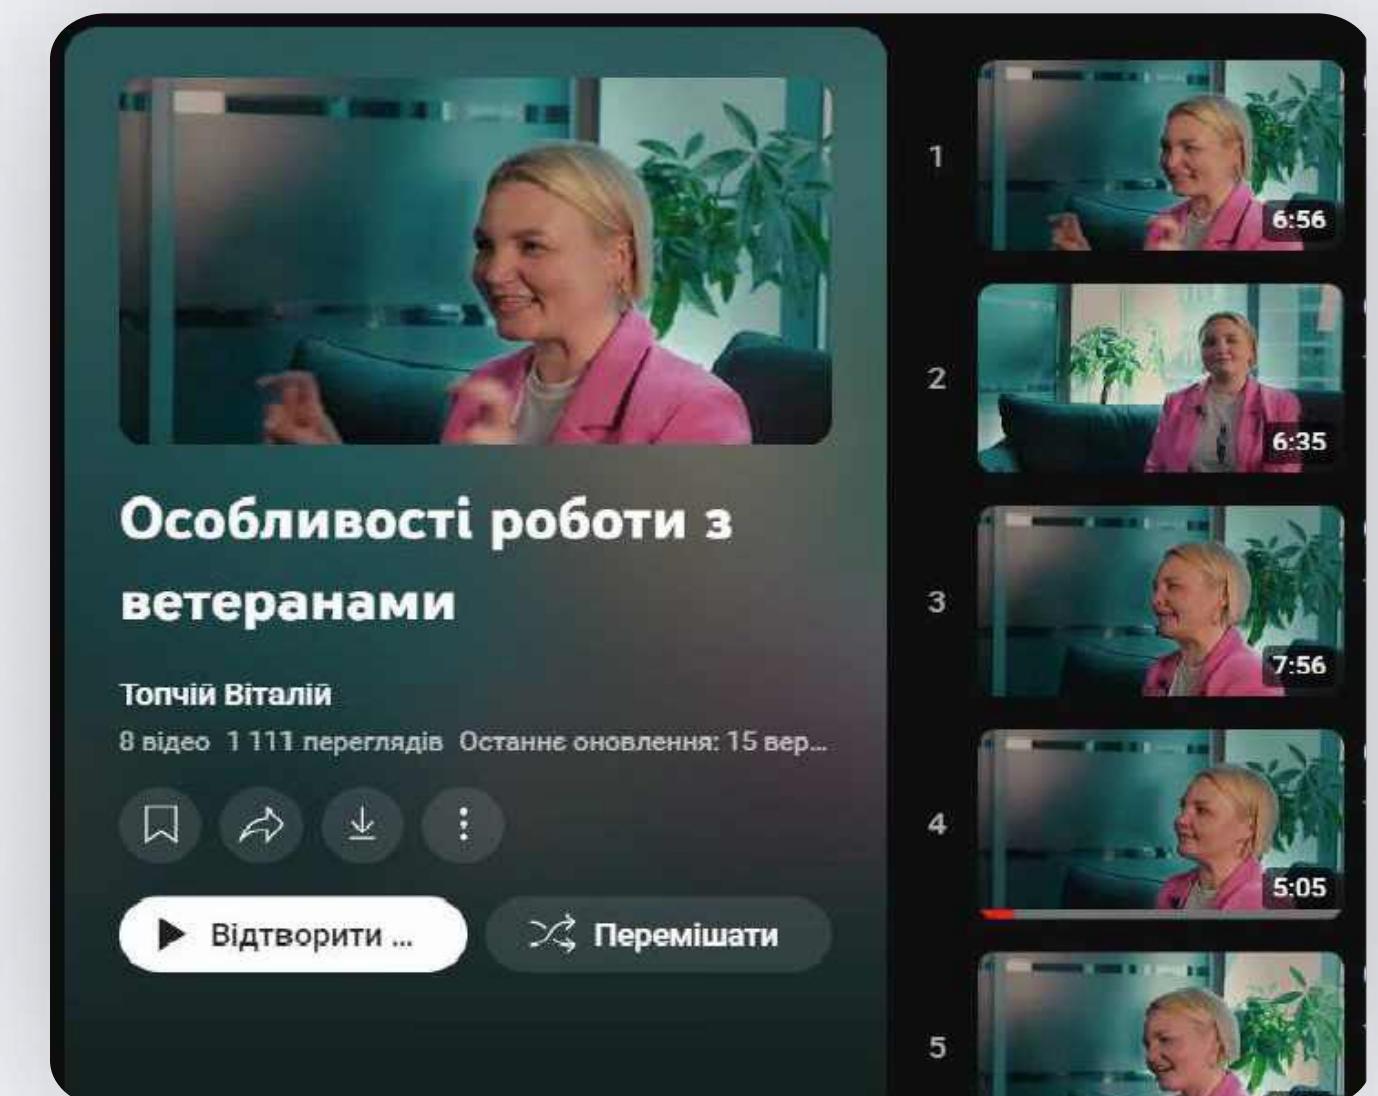 Особливості роботи з
ветеранами
Топчій Віталій
8 відео 1 111 переглядів Останнє оновлення: 15 вер...
Відтворити ...
Перемішати
1
6:56
2
6:35
3
7:56
4
5:05
5